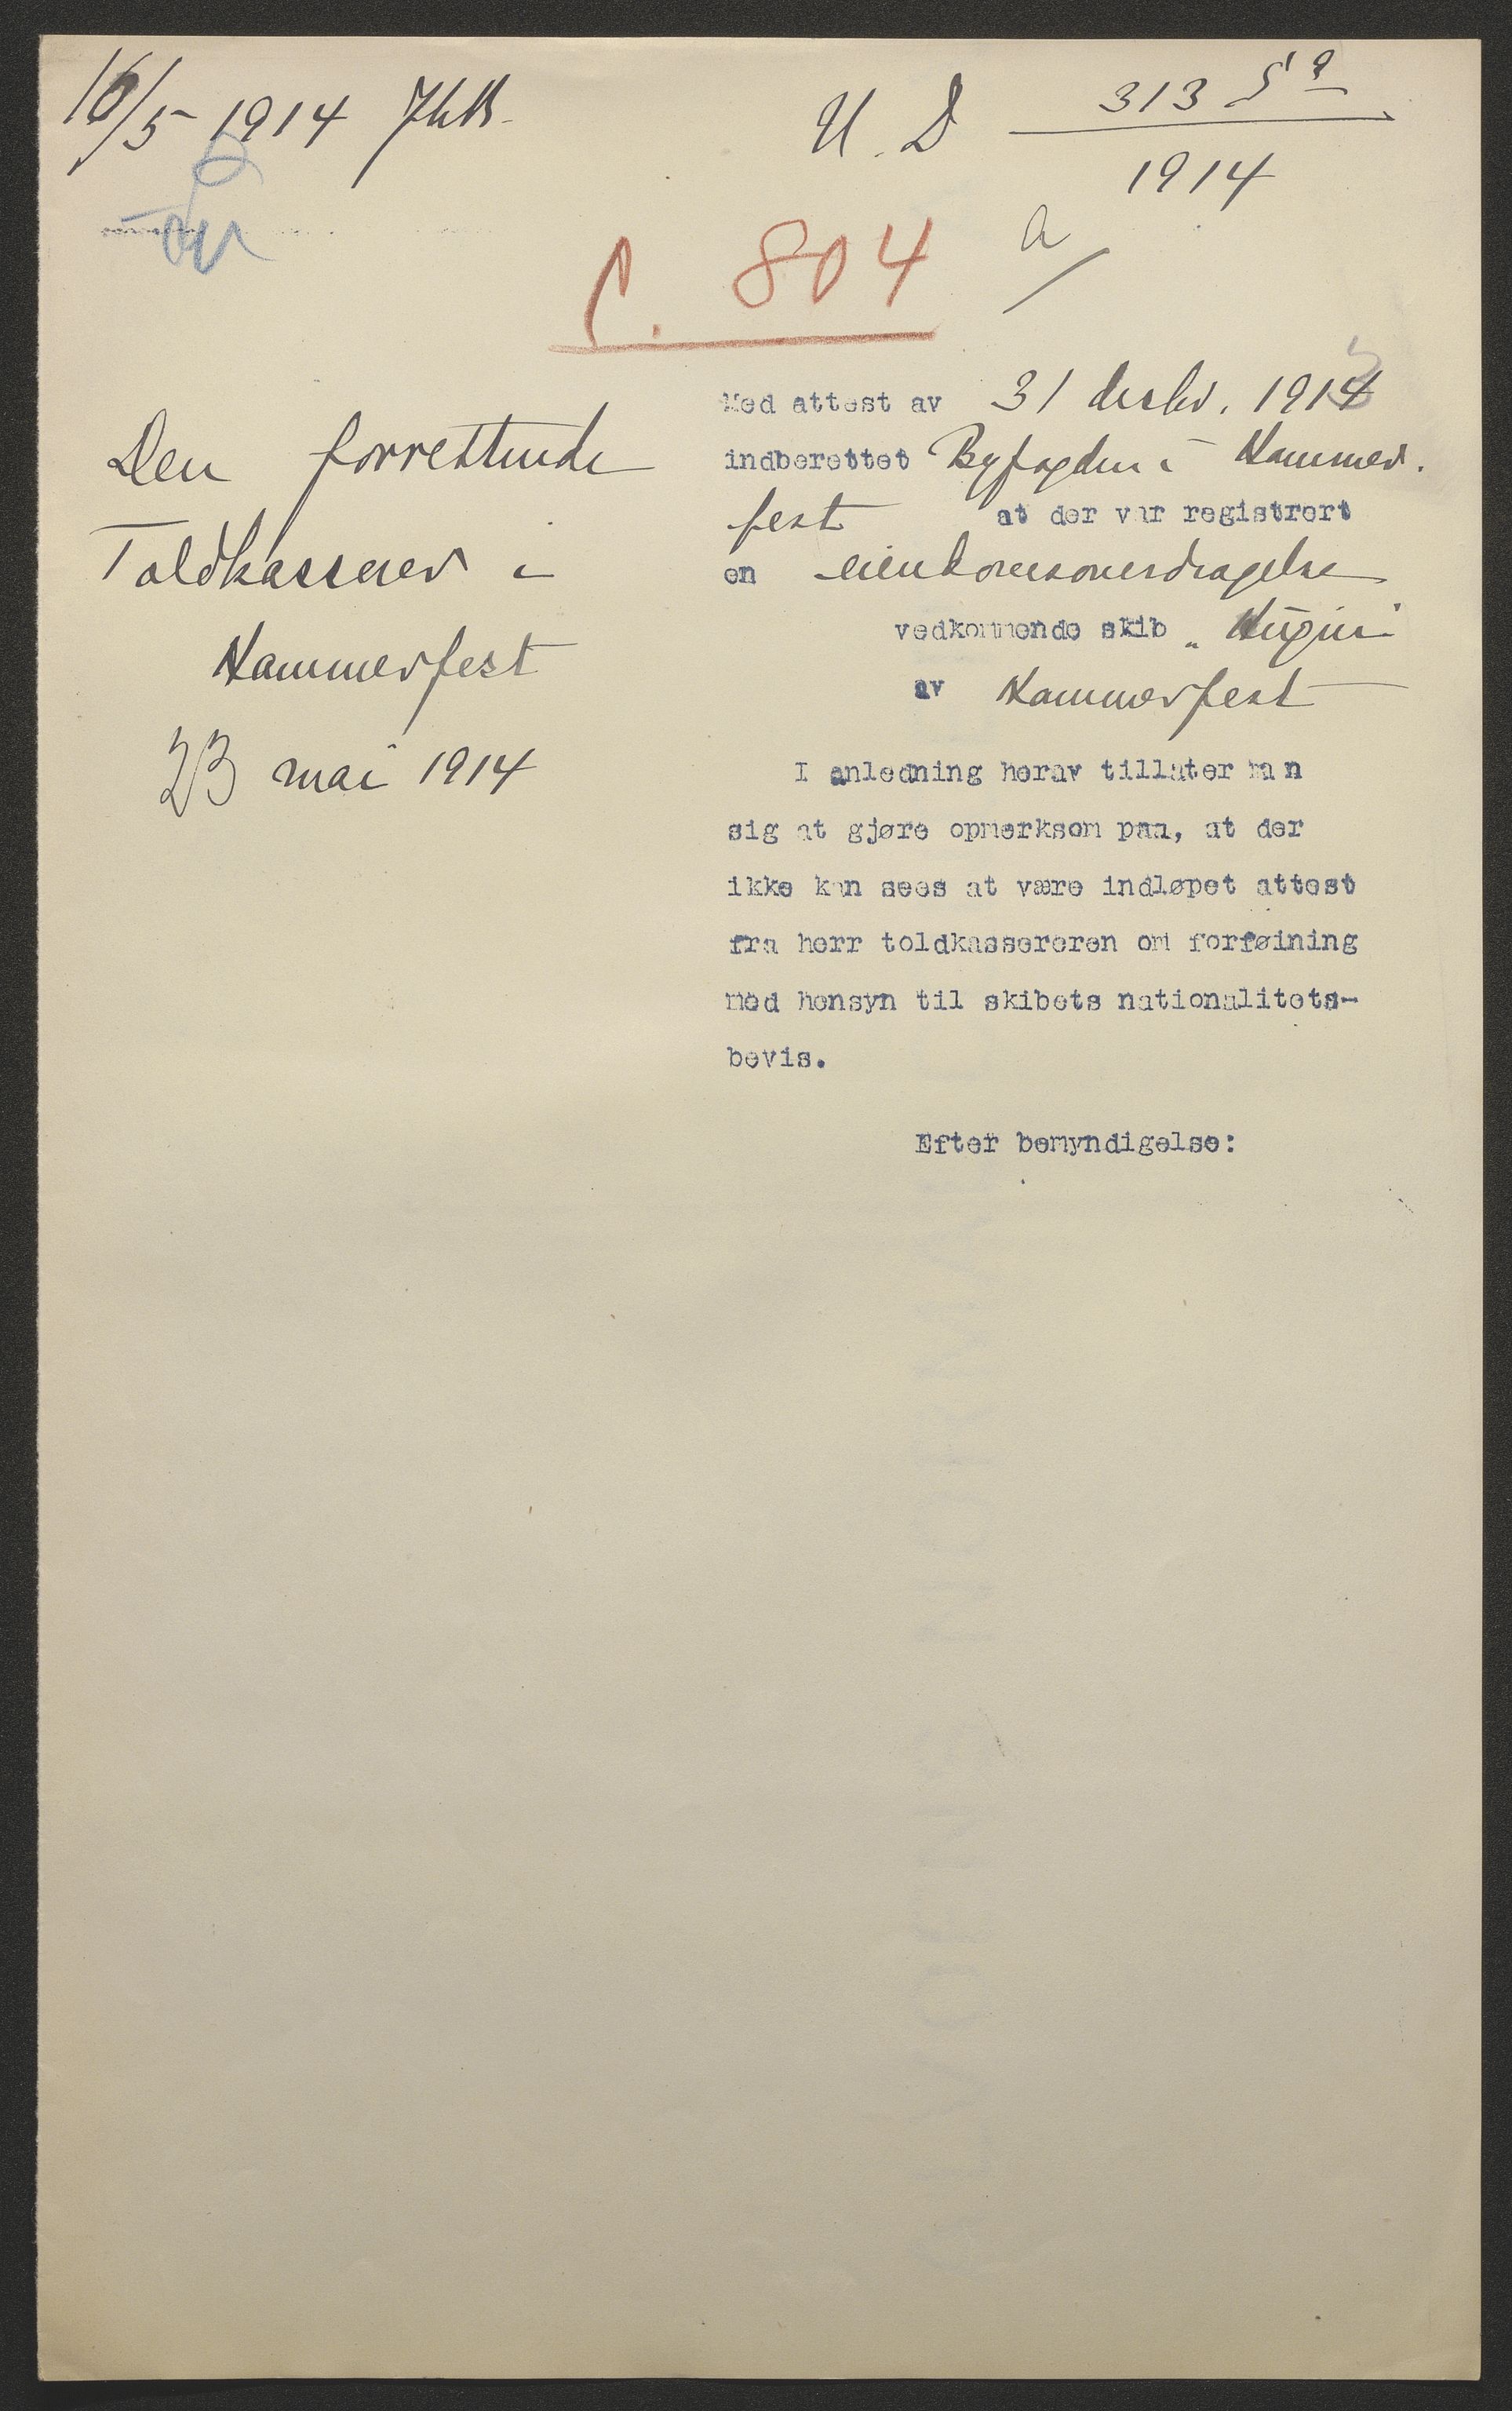 16/5 1914
U. D 313 5a
1914
C. 804
a/
Den forrettende
Toldkasserer i
Hammerfest
23 mai 1914
Med attest av 31 desbr. 1913
indberettet Byfogden i Hammer-
fest at der var registrert
en eiendomsoverdragelse
vedkommende skib „
av Hammerfest
I anledning herav tillater man
sig at gjøre opmerksom paa, at der
ikke kan sees at være indløpet attest
fra herr toldkassereren om forføining
med hensyn til skibets nationalitets-
bevis.
Efter bemyndigelse: